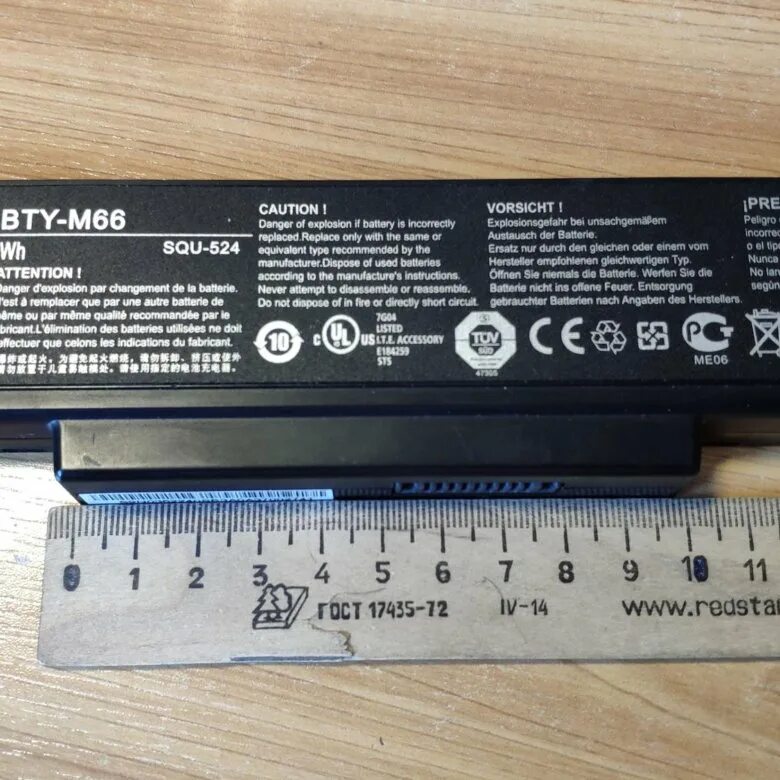 BTY-M66
Wh SQU-524
ATTENTION !
Danger d'explosion par changement de la batterie.
N'est à remplacer que par une autre batterie de
même ou par même qualité recommandée par le
fabricant.L'élimination des batteries utilisées ne doit
effectuer que celons les indications du fabricant.
CAUTION !
Danger of explosion if battery is incorrectly
replaced.Replace only with the same or
equivalent type recommended by the
manufacturer.Dispose of used batteries
according to the manufacture's instructions.
Never attempt to disassemble or reassemble.
Do not dispose of in fire or directly short circuit.
VORSICHT !
Explosionsgefahr bei unsachgemäßem
Austausch der Batterie.
Ersatz nur durch den gleichen oder einem vom
Hersteller empfohlenen gleichwertigen Typ.
Öffnen Sie niemals die Batterie. Werfen Sie die
Batterie nicht ins offene Feuer. Entsorgung
gebrauchter Batterien nach Angaben des Herstellers.
¡PRE
Peligro
incorrec
o el tipo
Nunca
No lan
según
10
c UL US
7G04
LISTED
I.T.E. ACCESSORY
E184259
STS
TÜV
SÜD
47305
CE
ME06
0 1 2 3 4 5 6 7 8 9 10 11
ГОСТ 17435-72 IV-14 www.redsta